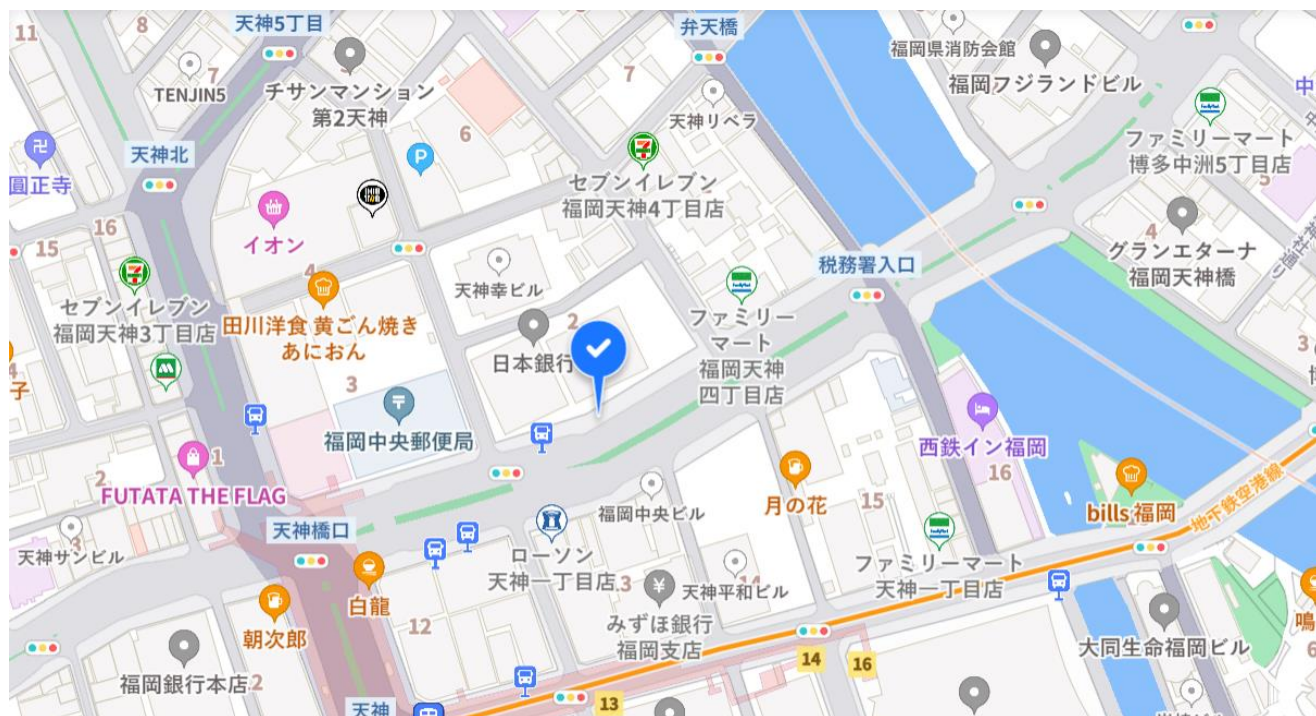 天神5丁目
弁天橋
11
8
7
TENJIN5
チサンマンション
第2天神
6
7
天神リベラ
福岡県消防会館
福岡フジランドビル
中
ファミリーマート
博多中洲5丁目店
5
神社通り
天神北
圓正寺
P
セブンイレブン
福岡天神4丁目店
イオン
16
15
4
4
グランエターナ
福岡天神橋
税務署入口
セブンイレブン
福岡天神3丁目店
田川洋食 黄ごん焼き
あにおん
天神幸ビル
2
日本銀行
ファミリー
マート
福岡天神
四丁目店
3
3
子
福岡中央郵便局
西鉄イン福岡
16
1
2
FUTATA THE FLAG
月の花
15
bills 福岡
地下鉄空港線
天神橋口
天神サンビル
3
福岡中央ビル
ローソン
天神一丁目店
3
天神平和ビル
14
ファミリーマート
天神一丁目店
白龍
朝次郎
12
みずほ銀行
福岡支店
大同生命福岡ビル
鳴
6
福岡銀行本店
2
天神
13
14
16